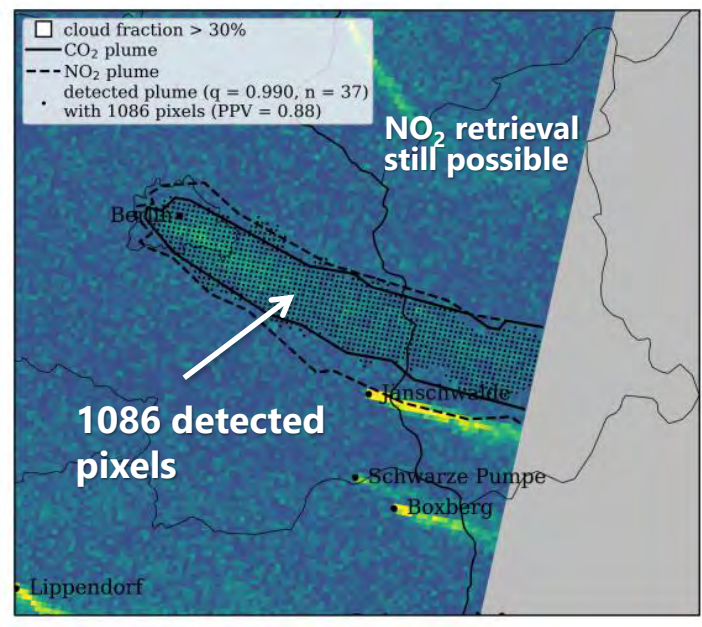 cloud fraction > 30%
CO₂ plume
NO₂ plume
detected plume (q = 0.990, n = 37)
with 1086 pixels (PPV = 0.88)
NO₂ retrieval
still possible
Berlin
1086 detected
pixels
Jänschwalde
Schwarze Pumpe
Boxberg
Lippendorf